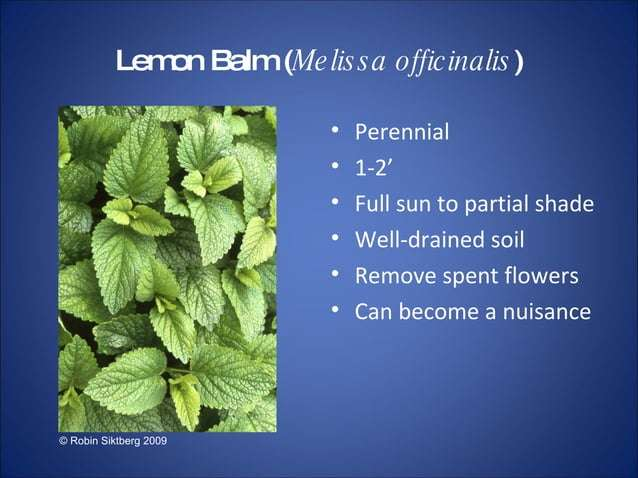 Lemon Balm (Melissa officinalis)
• Perennial
• 1-2’
• Full sun to partial shade
• Well-drained soil
• Remove spent flowers
• Can become a nuisance
© Robin Siktberg 2009